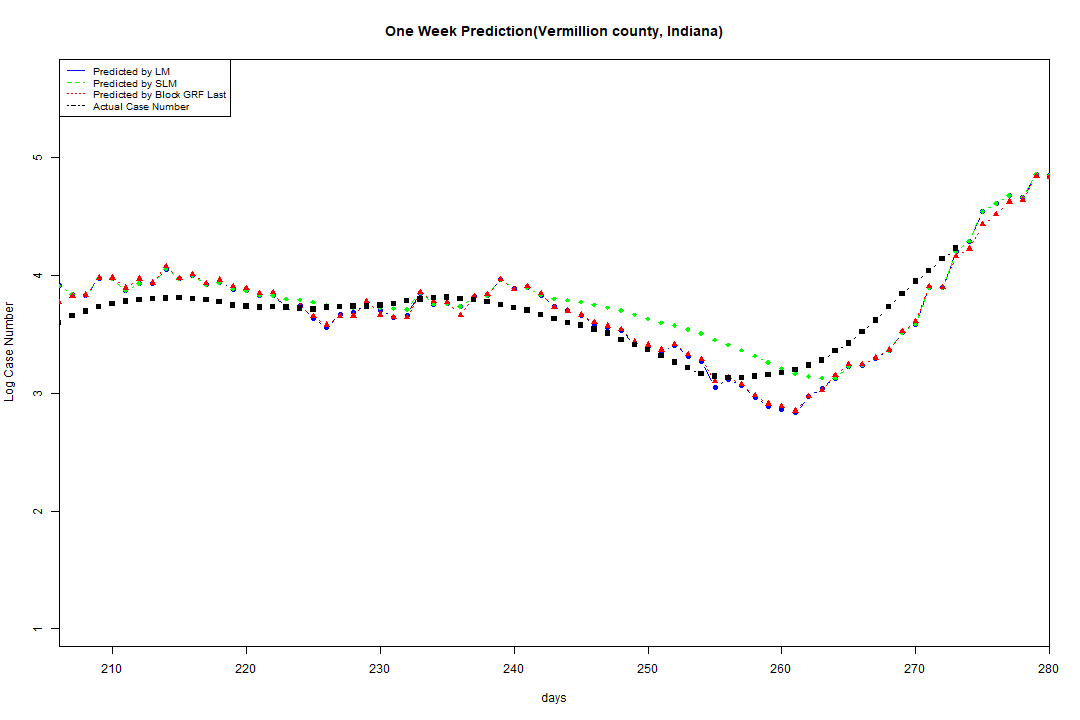 One Week Prediction(Vermillion county, Indiana)
Predicted by LM
Predicted by SLM
Predicted by Block GRF Last
Actual Case Number
5
4
3
2
1
Log Case Number
210 220 230 240 250 260 270 280
days